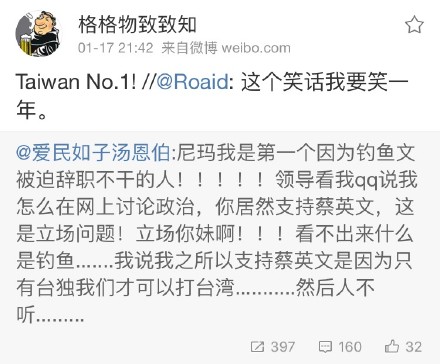 格格物致致知
01-17 21:42 来自微博 weibo.com
Taiwan No.1! //@Roaid: 这个笑话我要笑一
年。
@爱民如子汤恩伯:尼玛我是第一个因为钓鱼文
被迫辞职不干的人！！！！！领导看我qq说我
怎么在网上讨论政治，你居然支持蔡英文，这
是立场问题！立场你妹啊！！！看不出来什么
是钓鱼.......我说我之所以支持蔡英文是因为只
有台独我们才可以打台湾...........然后人不
听.........
397 160 32